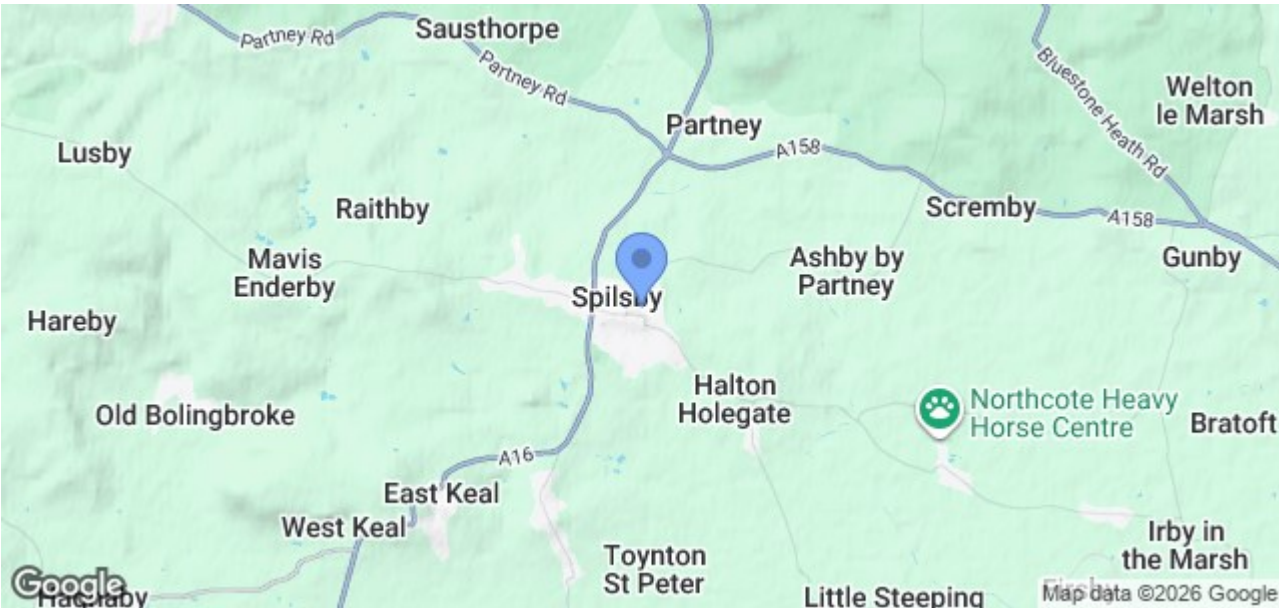 Partney Rd
Sausthorpe
Partney Rd
Bluestone Heath Rd
Welton
le Marsh
Partney
A158
Lusby
Raithby
Scremby
A158
Mavis
Enderby
Ashby by
Partney
Gunby
Spilsby
Hareby
Halton
Holegate
Northcote Heavy
Horse Centre
Old Bolingbroke
Bratoft
A16
East Keal
West Keal
Irby in
the Marsh
Toynton
St Peter
Google
Little Steeping
Map data ©2026 Google